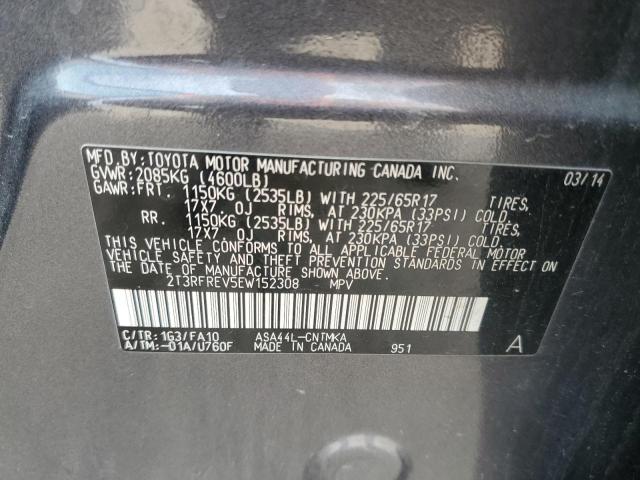 MFD.BY:TOYOTA MOTOR MANUFACTURING CANADA INC. 03/14
GVWR:2085KG (4600LB)
GAWR:FRT. 1150KG (2535LB) WITH 225/65R17 TIRES,
17X7.0J RIMS, AT 230KPA (33PSI) COLD.
RR. 1150KG (2535LB) WITH 225/65R17 TIRES,
17X7.0J RIMS, AT 230KPA (33PSI) COLD.
THIS VEHICLE CONFORMS TO ALL APPLICABLE FEDERAL MOTOR
VEHICLE SAFETY AND THEFT PREVENTION STANDARDS IN EFFECT ON
THE DATE OF MANUFACTURE SHOWN ABOVE.
2T3RFREV5EW152308 MPV
C/TR:1G3/FA10 ASA44L-CNTMKA
A/TM:-01A/U760F MADE IN CANADA 951 A